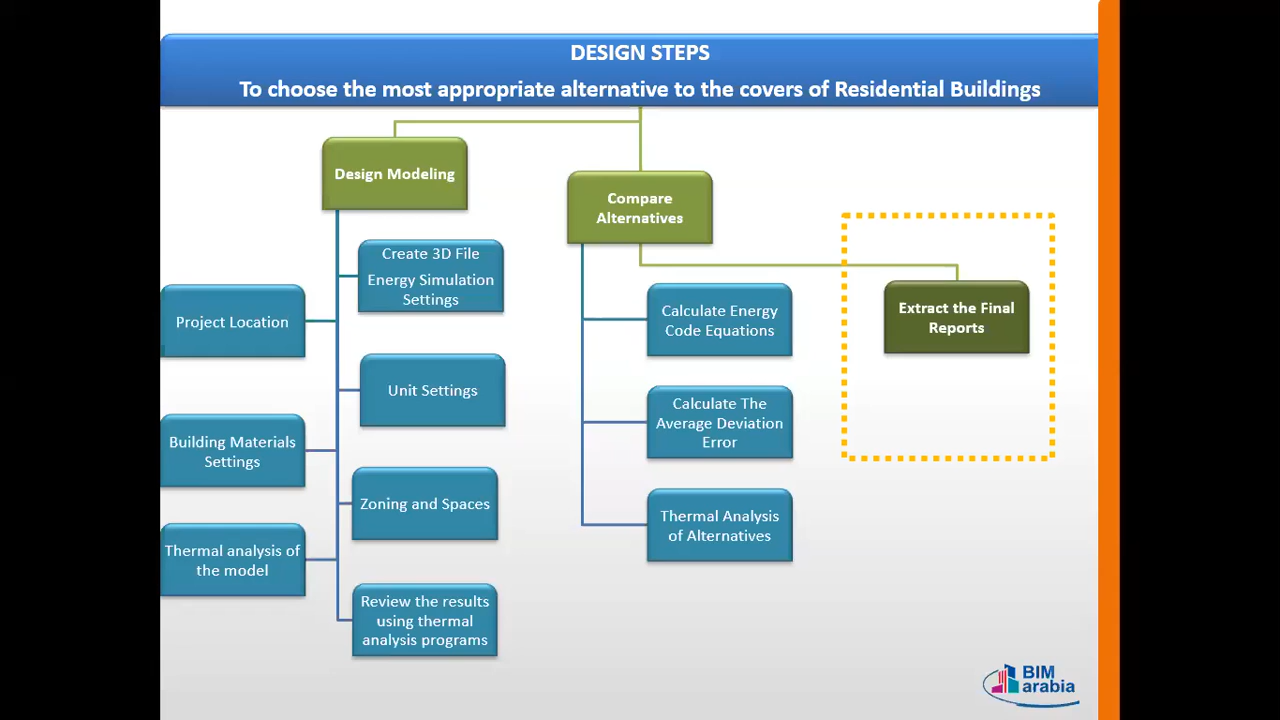 DESIGN STEPS
To choose the most appropriate alternative to the covers of Residential Buildings
Design Modeling
Create 3D File
Energy Simulation
Settings
Project Location
Unit Settings
Building Materials
Settings
Zoning and Spaces
Thermal analysis of
the model
Review the results
using thermal
analysis programs
Compare
Alternatives
Calculate Energy
Code Equations
Calculate The
Average Deviation
Error
Thermal Analysis
of Alternatives
Extract the Final
Reports
BIM
arabia